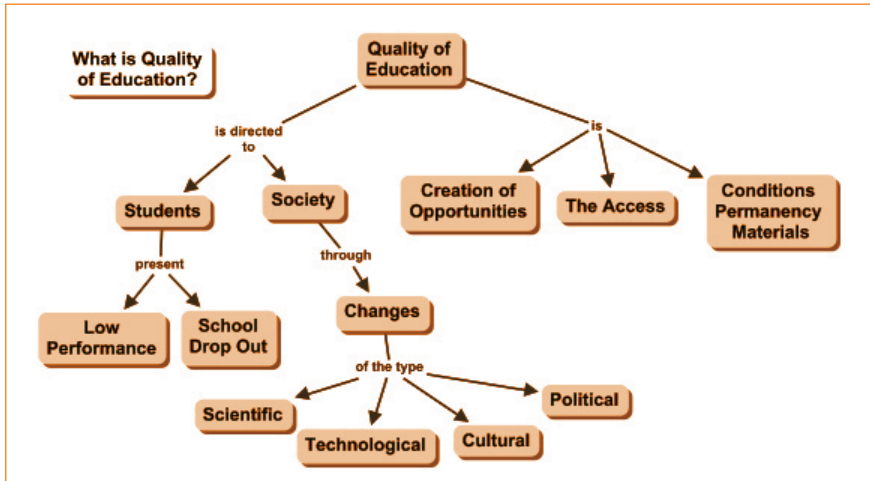 What is Quality
of Education?
Quality of
Education
is directed
to
is
Students
Society
Creation of
Opportunities
The Access
Conditions
Permanency
Materials
present
through
Low
Performance
School
Drop Out
Changes
of the type
Scientific
Technological
Cultural
Political